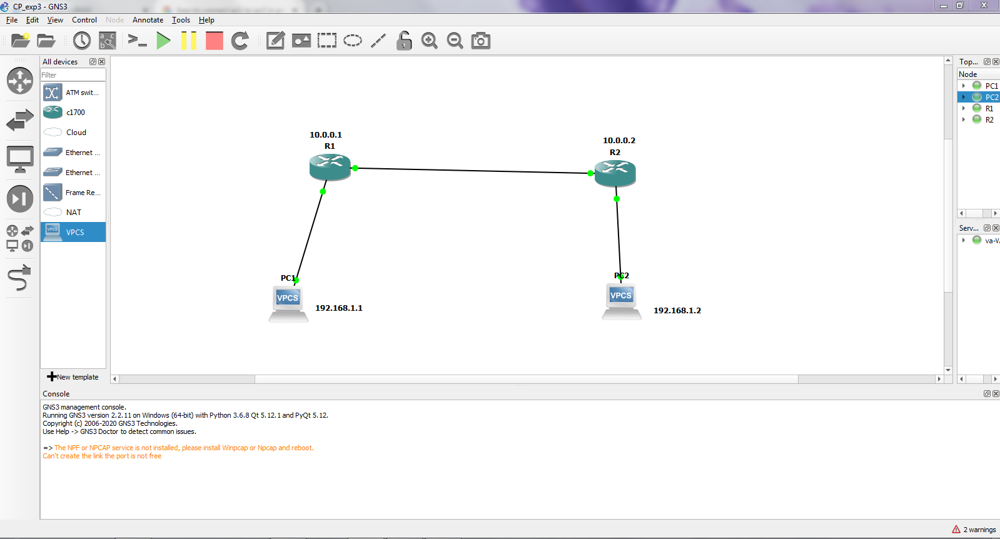 CP_exp3 - GNS3
File Edit View Control Node Annotate Tools Help
All devices
Filter
ATM swit...
c1700
Cloud
Ethernet ...
Ethernet ...
Frame Re...
NAT
VPCS
VPCS
New template
10.0.0.1
R1
10.0.0.2
R2
PC1
VPCS
192.168.1.1
PC2
VPCS
192.168.1.2
Top...
Node
PC1
PC2
R1
R2
Serv...
va-V
Console
GNS3 management console.
Running GNS3 version 2.2.11 on Windows (64-bit) with Python 3.6.8 Qt 5.12.1 and PyQt 5.12.
Copyright (c) 2006-2020 GNS3 Technologies.
Use Help -> GNS3 Doctor to detect common issues.
=> The NPF or NPCAP service is not installed, please install Winpcap or Npcap and reboot.
Can't create the link the port is not free
2 warnings